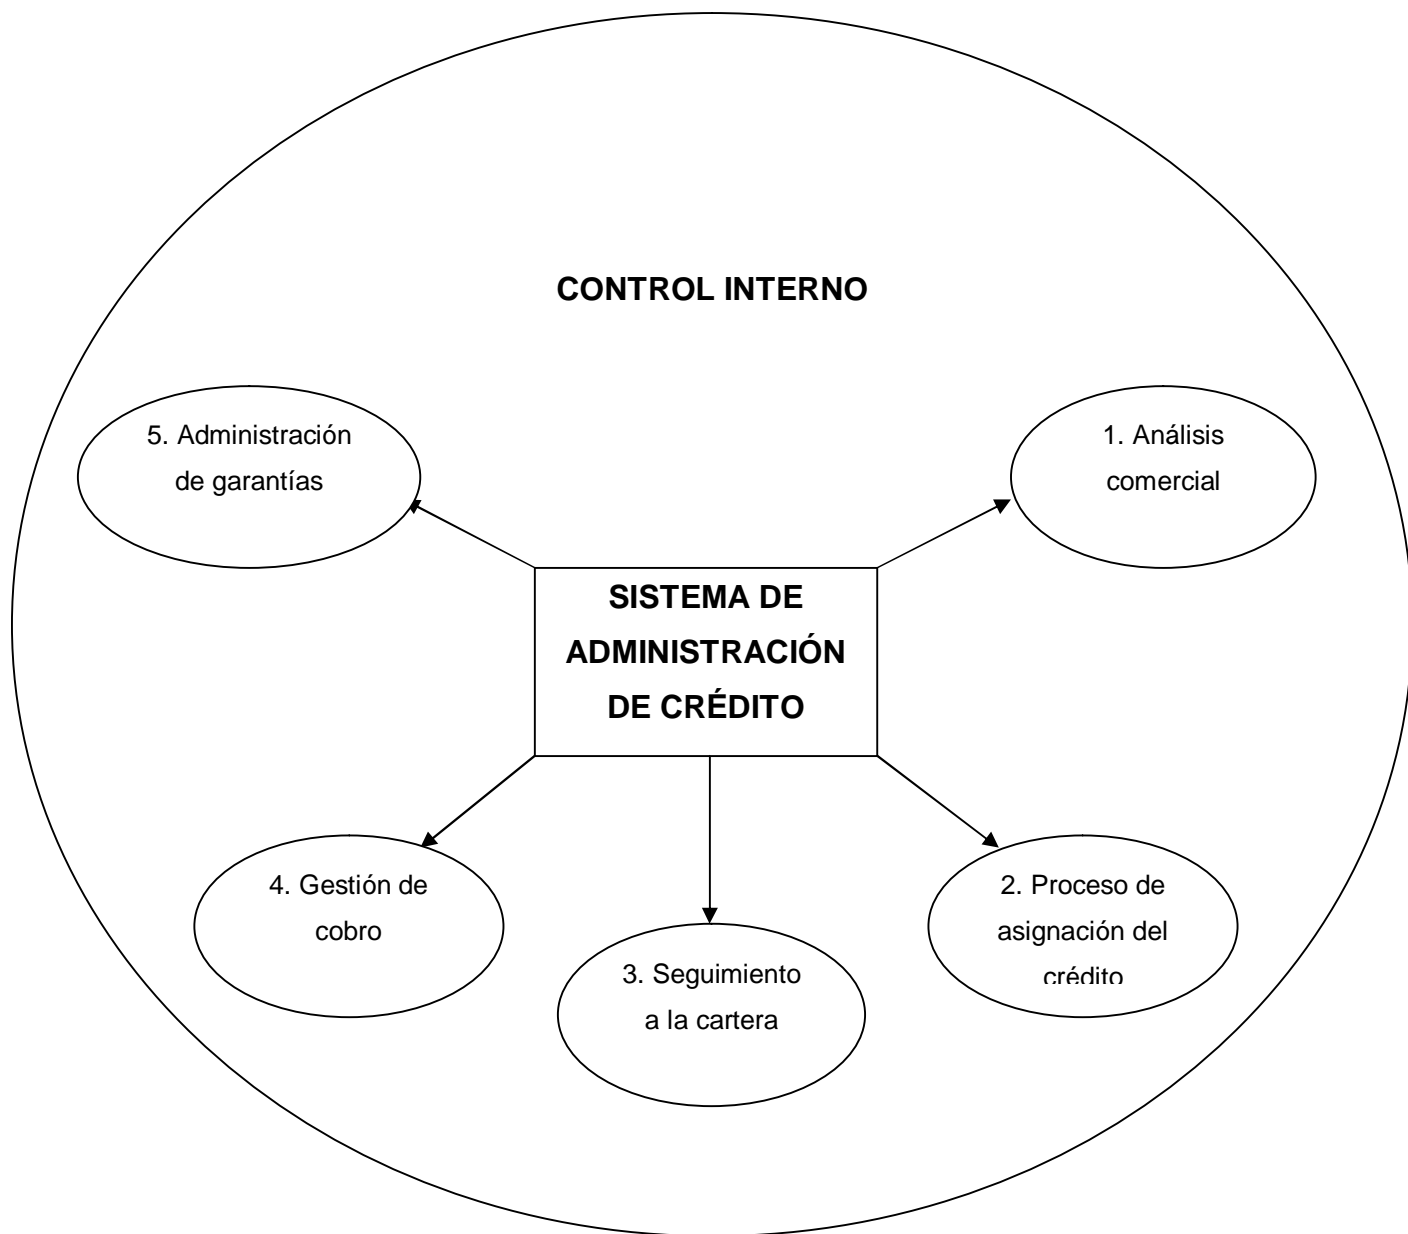 CONTROL INTERNO
5. Administración
de garantías
1. Análisis
comercial
SISTEMA DE
ADMINISTRACIÓN
DE CRÉDITO
4. Gestión de
cobro
3. Seguimiento
a la cartera
2. Proceso de
asignación del
crédito